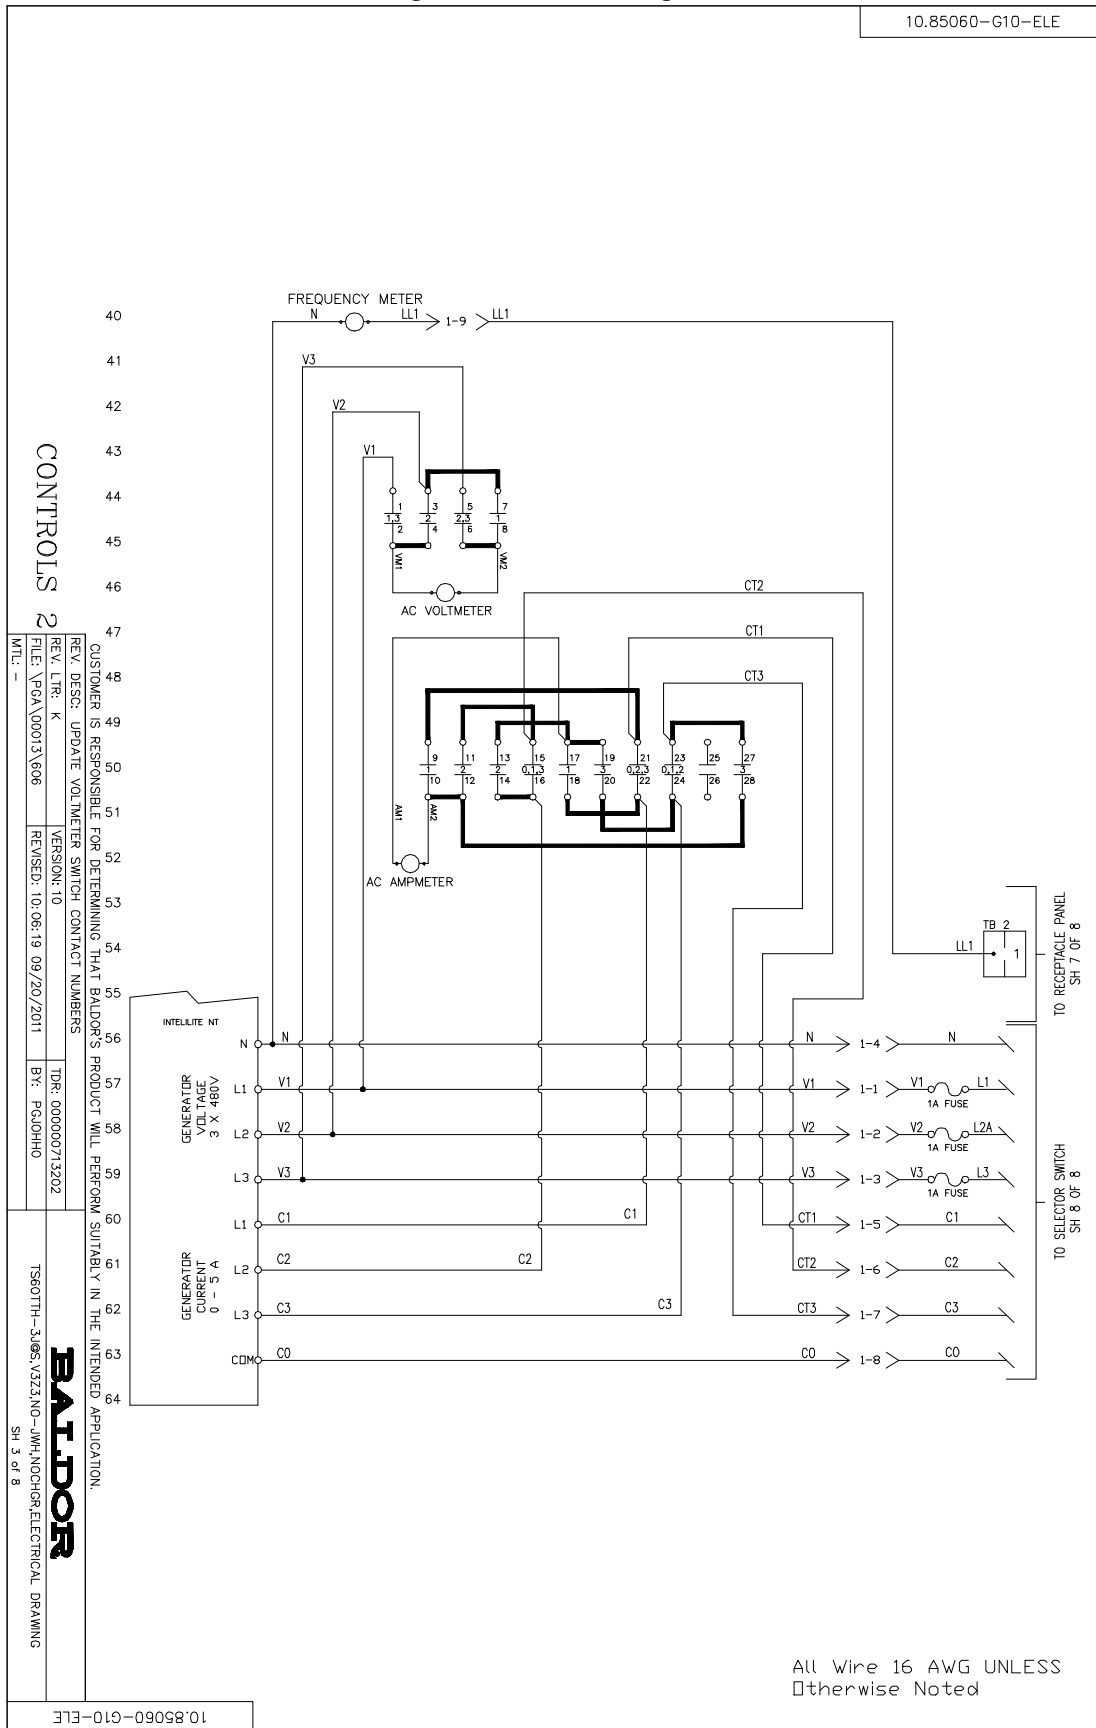 10.85060-G10-ELE
FREQUENCY METER
40 N LL1 1-9 LL1
41 V3
42 V2
43 V1
44
1 3 5 7
1,3 2 2,3 1
2 4 6 8
45
VM1 VM2
46 CT2
AC VOLTMETER
47 CT1
48 CT3
49
9 11 13 15 17 19 21 23 25 27
50 1 2 2 0,1,3 1 3 0,2,3 0,1,2 3
10 12 14 16 18 20 22 24 26 28
51
AM1 AM2
52
AC AMPMETER
53
TB 2
54 LL1 1
TO RECEPTACLE PANEL
SH 7 OF 8
55
INTELILITE NT
56 N N N 1-4 N
57 L1 V1 V1 1-1 V1 L1
1A FUSE
GENERATOR
VOLTAGE
3 X 480V
58 L2 V2 V2 1-2 V2 L2A
1A FUSE
59 L3 V3 V3 1-3 V3 L3
1A FUSE
TO SELECTOR SWITCH
SH 8 OF 8
60 L1 C1 C1 CT1 1-5 C1
61 L2 C2 C2 CT2 1-6 C2
GENERATOR
CURRENT
0 - 5 A
62 L3 C3 C3 CT3 1-7 C3
63 COM CO CO 1-8 CO
64
CUSTOMER IS RESPONSIBLE FOR DETERMINING THAT BALDOR'S PRODUCT WILL PERFORM SUITABLY IN THE INTENDED APPLICATION.
CONTROLS 2
REV. DESC: UPDATE VOLTMETER SWITCH CONTACT NUMBERS
REV. LTR: K VERSION: 10 TDR: 000000713202
FILE: \PGA\00013\606 REVISED: 10:06:19 09/20/2011 BY: PGJOHHO
MTL: -
BALDOR
TS60TTH-3J@S,V3Z3,NO-JWH,NOCHGR,ELECTRICAL DRAWING
SH 3 of 8
All Wire 16 AWG UNLESS
Otherwise Noted
10.85060-G10-ELE